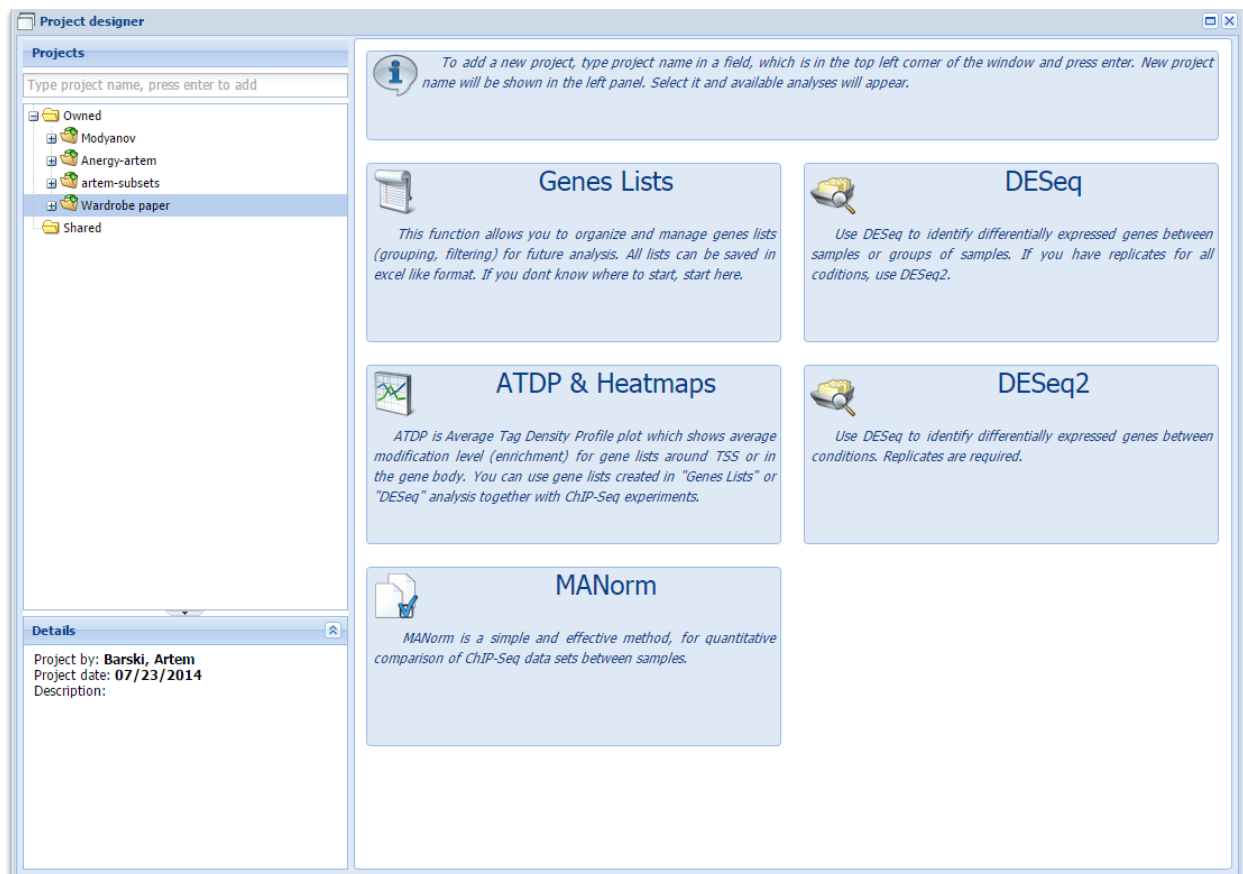 Project designer
Projects
Type project name, press enter to add
Owned
Modyanov
Anergy-artem
artem-subsets
Wardrobe paper
Shared
Details
Project by: Barski, Artem
Project date: 07/23/2014
Description:
To add a new project, type project name in a field, which is in the top left corner of the window and press enter. New project
name will be shown in the left panel. Select it and available analyses will appear.
Genes Lists
This function allows you to organize and manage genes lists
(grouping, filtering) for future analysis. All lists can be saved in
excel like format. If you dont know where to start, start here.
DESeq
Use DESeq to identify differentially expressed genes between
samples or groups of samples. If you have replicates for all
coditions, use DESeq2.
ATDP & Heatmaps
ATDP is Average Tag Density Profile plot which shows average
modification level (enrichment) for gene lists around TSS or in
the gene body. You can use gene lists created in "Genes Lists" or
"DESeq" analysis together with ChIP-Seq experiments.
DESeq2
Use DESeq to identify differentially expressed genes between
conditions. Replicates are required.
MANorm
MANorm is a simple and effective method, for quantitative
comparison of ChIP-Seq data sets between samples.